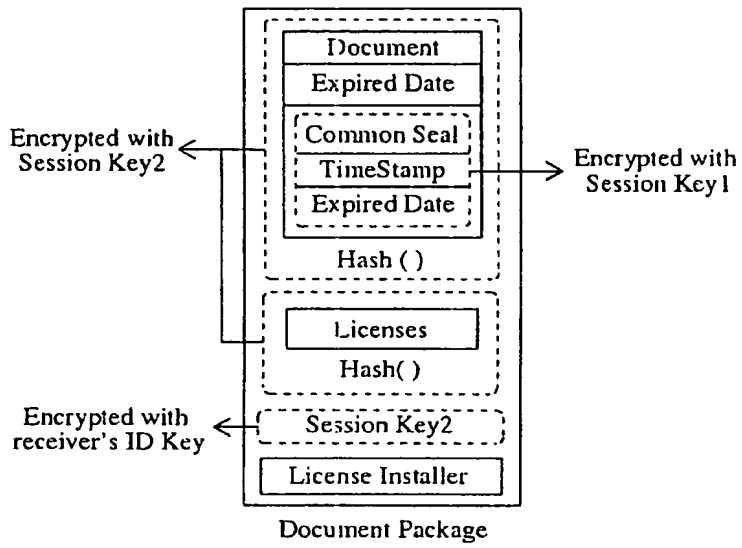 Document
Expired Date
Common Seal
TimeStamp
Expired Date
Hash ( )
Encrypted with
Session Key2
Encrypted with
Session Key1
Licenses
Hash( )
Encrypted with
receiver's ID Key
Session Key2
License Installer
Document Package